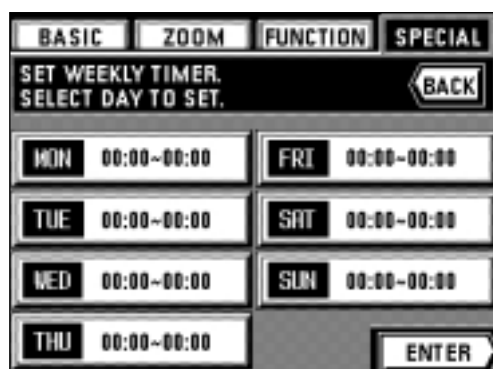 BASIC ZOOM FUNCTION SPECIAL
SET WEEKLY TIMER.
SELECT DAY TO SET.
BACK
MON 00:00~00:00
TUE 00:00~00:00
WED 00:00~00:00
THU 00:00~00:00
FRI 00:00~00:00
SAT 00:00~00:00
SUN 00:00~00:00
ENTER